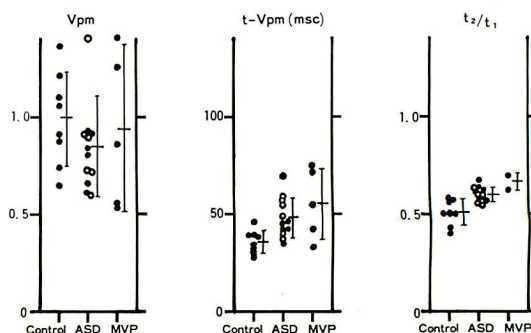 Vpm
1.0
0.5
0
Control ASD MVP
t-Vpm (msc)
100
50
0
Control ASD MVP
t₂/t₁
1.0
0.5
0
Control ASD MVP